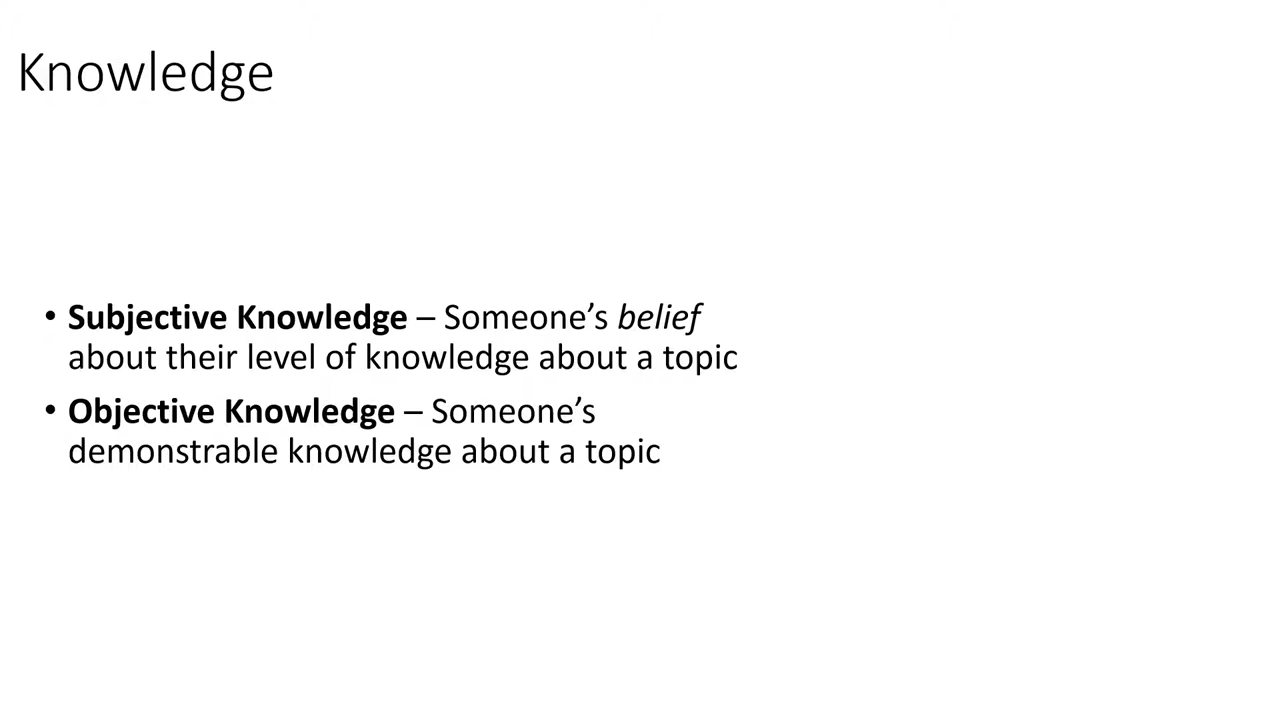 Knowledge
• Subjective Knowledge – Someone’s belief
about their level of knowledge about a topic
• Objective Knowledge – Someone’s
demonstrable knowledge about a topic